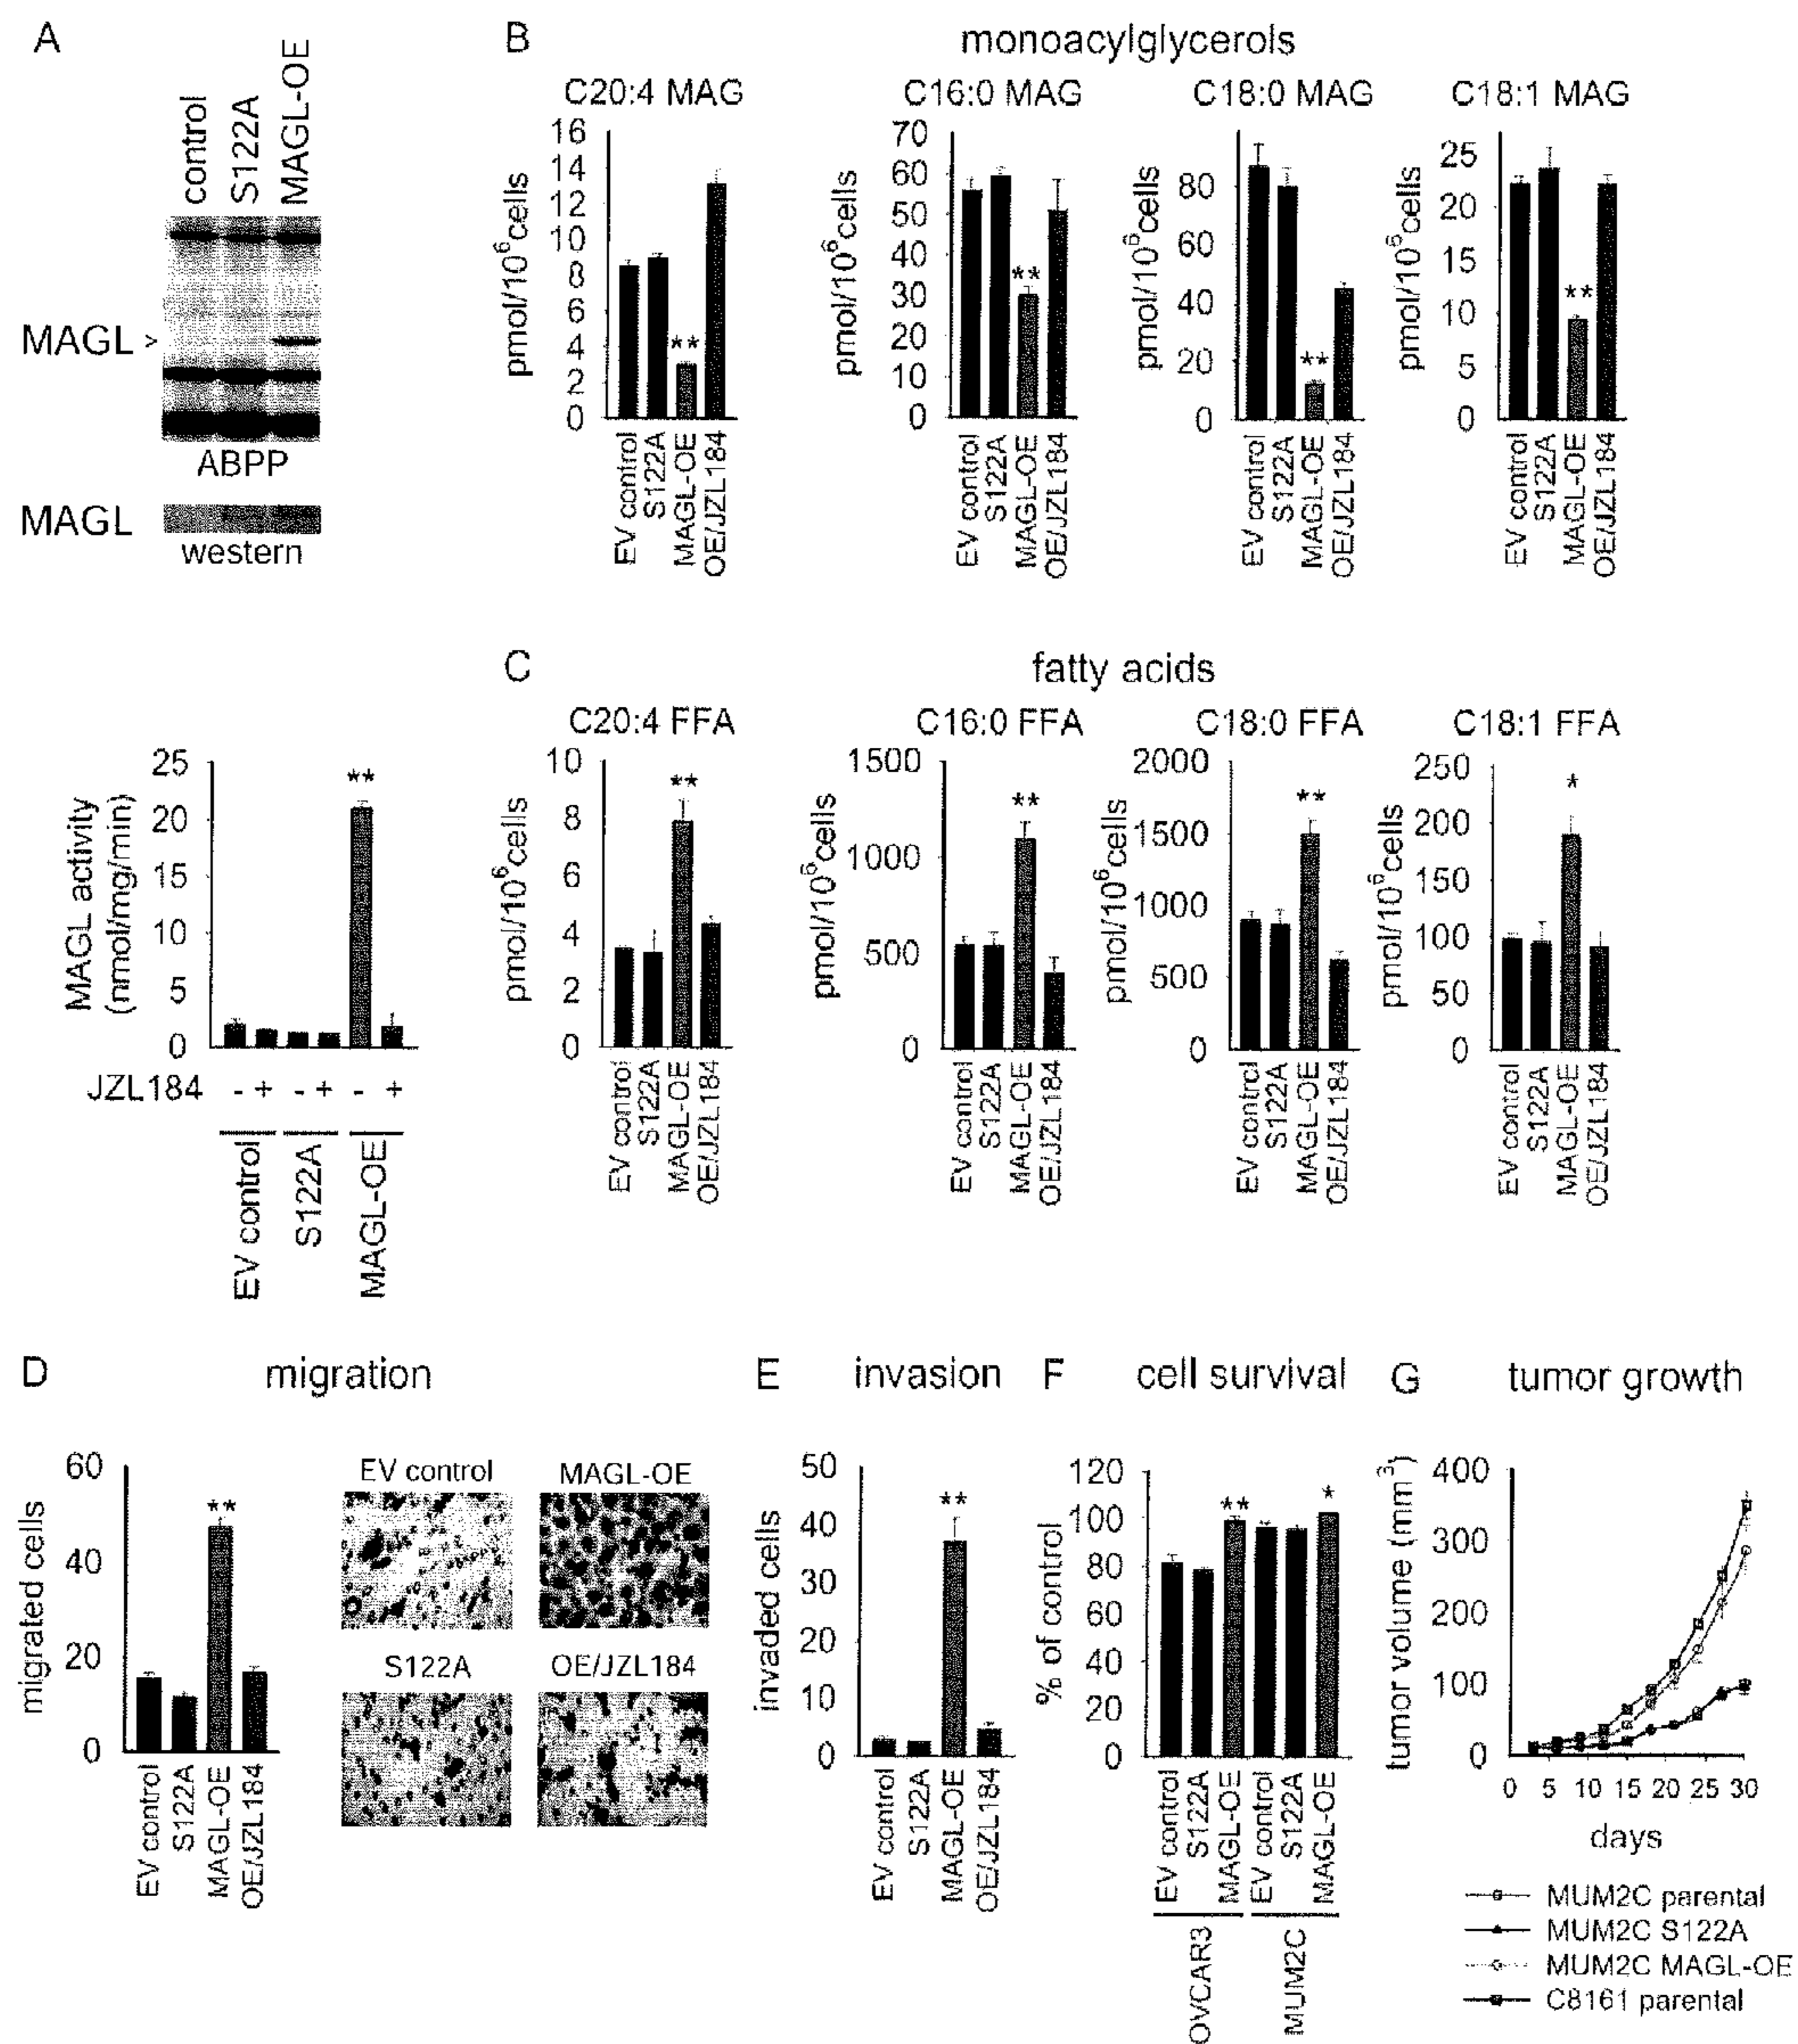 A
control
S122A
MAGL-OE
MAGL >
ABPP
MAGL
western
MAGL activity
(nmol/mg/min)
25
20
15
10
5
0
JZL184 - + - + - +
EV control
S122A
MAGL-OE
B
monoacylglycerols
C20:4 MAG
pmol/10⁶cells
16
14
12
10
8
6
4
2
0
**
EV control
S122A
MAGL-OE
OE/JZL184
C16:0 MAG
pmol/10⁶cells
70
60
50
40
30
20
10
0
**
EV control
S122A
MAGL-OE
OE/JZL184
C18:0 MAG
pmol/10⁶cells
80
60
40
20
0
**
EV control
S122A
MAGL-OE
OE/JZL184
C18:1 MAG
pmol/10⁶cells
25
20
15
10
5
0
**
EV control
S122A
MAGL-OE
OE/JZL184
**
C
fatty acids
C20:4 FFA
pmol/10⁶cells
10
8
6
4
2
0
**
EV control
S122A
MAGL-OE
OE/JZL184
C16:0 FFA
pmol/10⁶cells
1500
1000
500
0
**
EV control
S122A
MAGL-OE
OE/JZL184
C18:0 FFA
pmol/10⁶cells
2000
1500
1000
500
0
**
EV control
S122A
MAGL-OE
OE/JZL184
C18:1 FFA
pmol/10⁶cells
250
200
150
100
50
0
*
EV control
S122A
MAGL-OE
OE/JZL184
D
migration
migrated cells
60
40
20
0
**
EV control
S122A
MAGL-OE
OE/JZL184
EV control
MAGL-OE
S122A
OE/JZL184
E
invasion
invaded cells
50
40
30
20
10
0
**
EV control
S122A
MAGL-OE
OE/JZL184
F
cell survival
% of control
120
100
80
60
40
20
0
**
*
EV control
S122A
MAGL-OE
EV control
S122A
MAGL-OE
OVCAR3
MUM2C
G
tumor growth
tumor volume (mm³)
400
300
200
100
0
0 5 10 15 20 25 30
days
MUM2C parental
MUM2C S122A
MUM2C MAGL-OE
C8161 parental